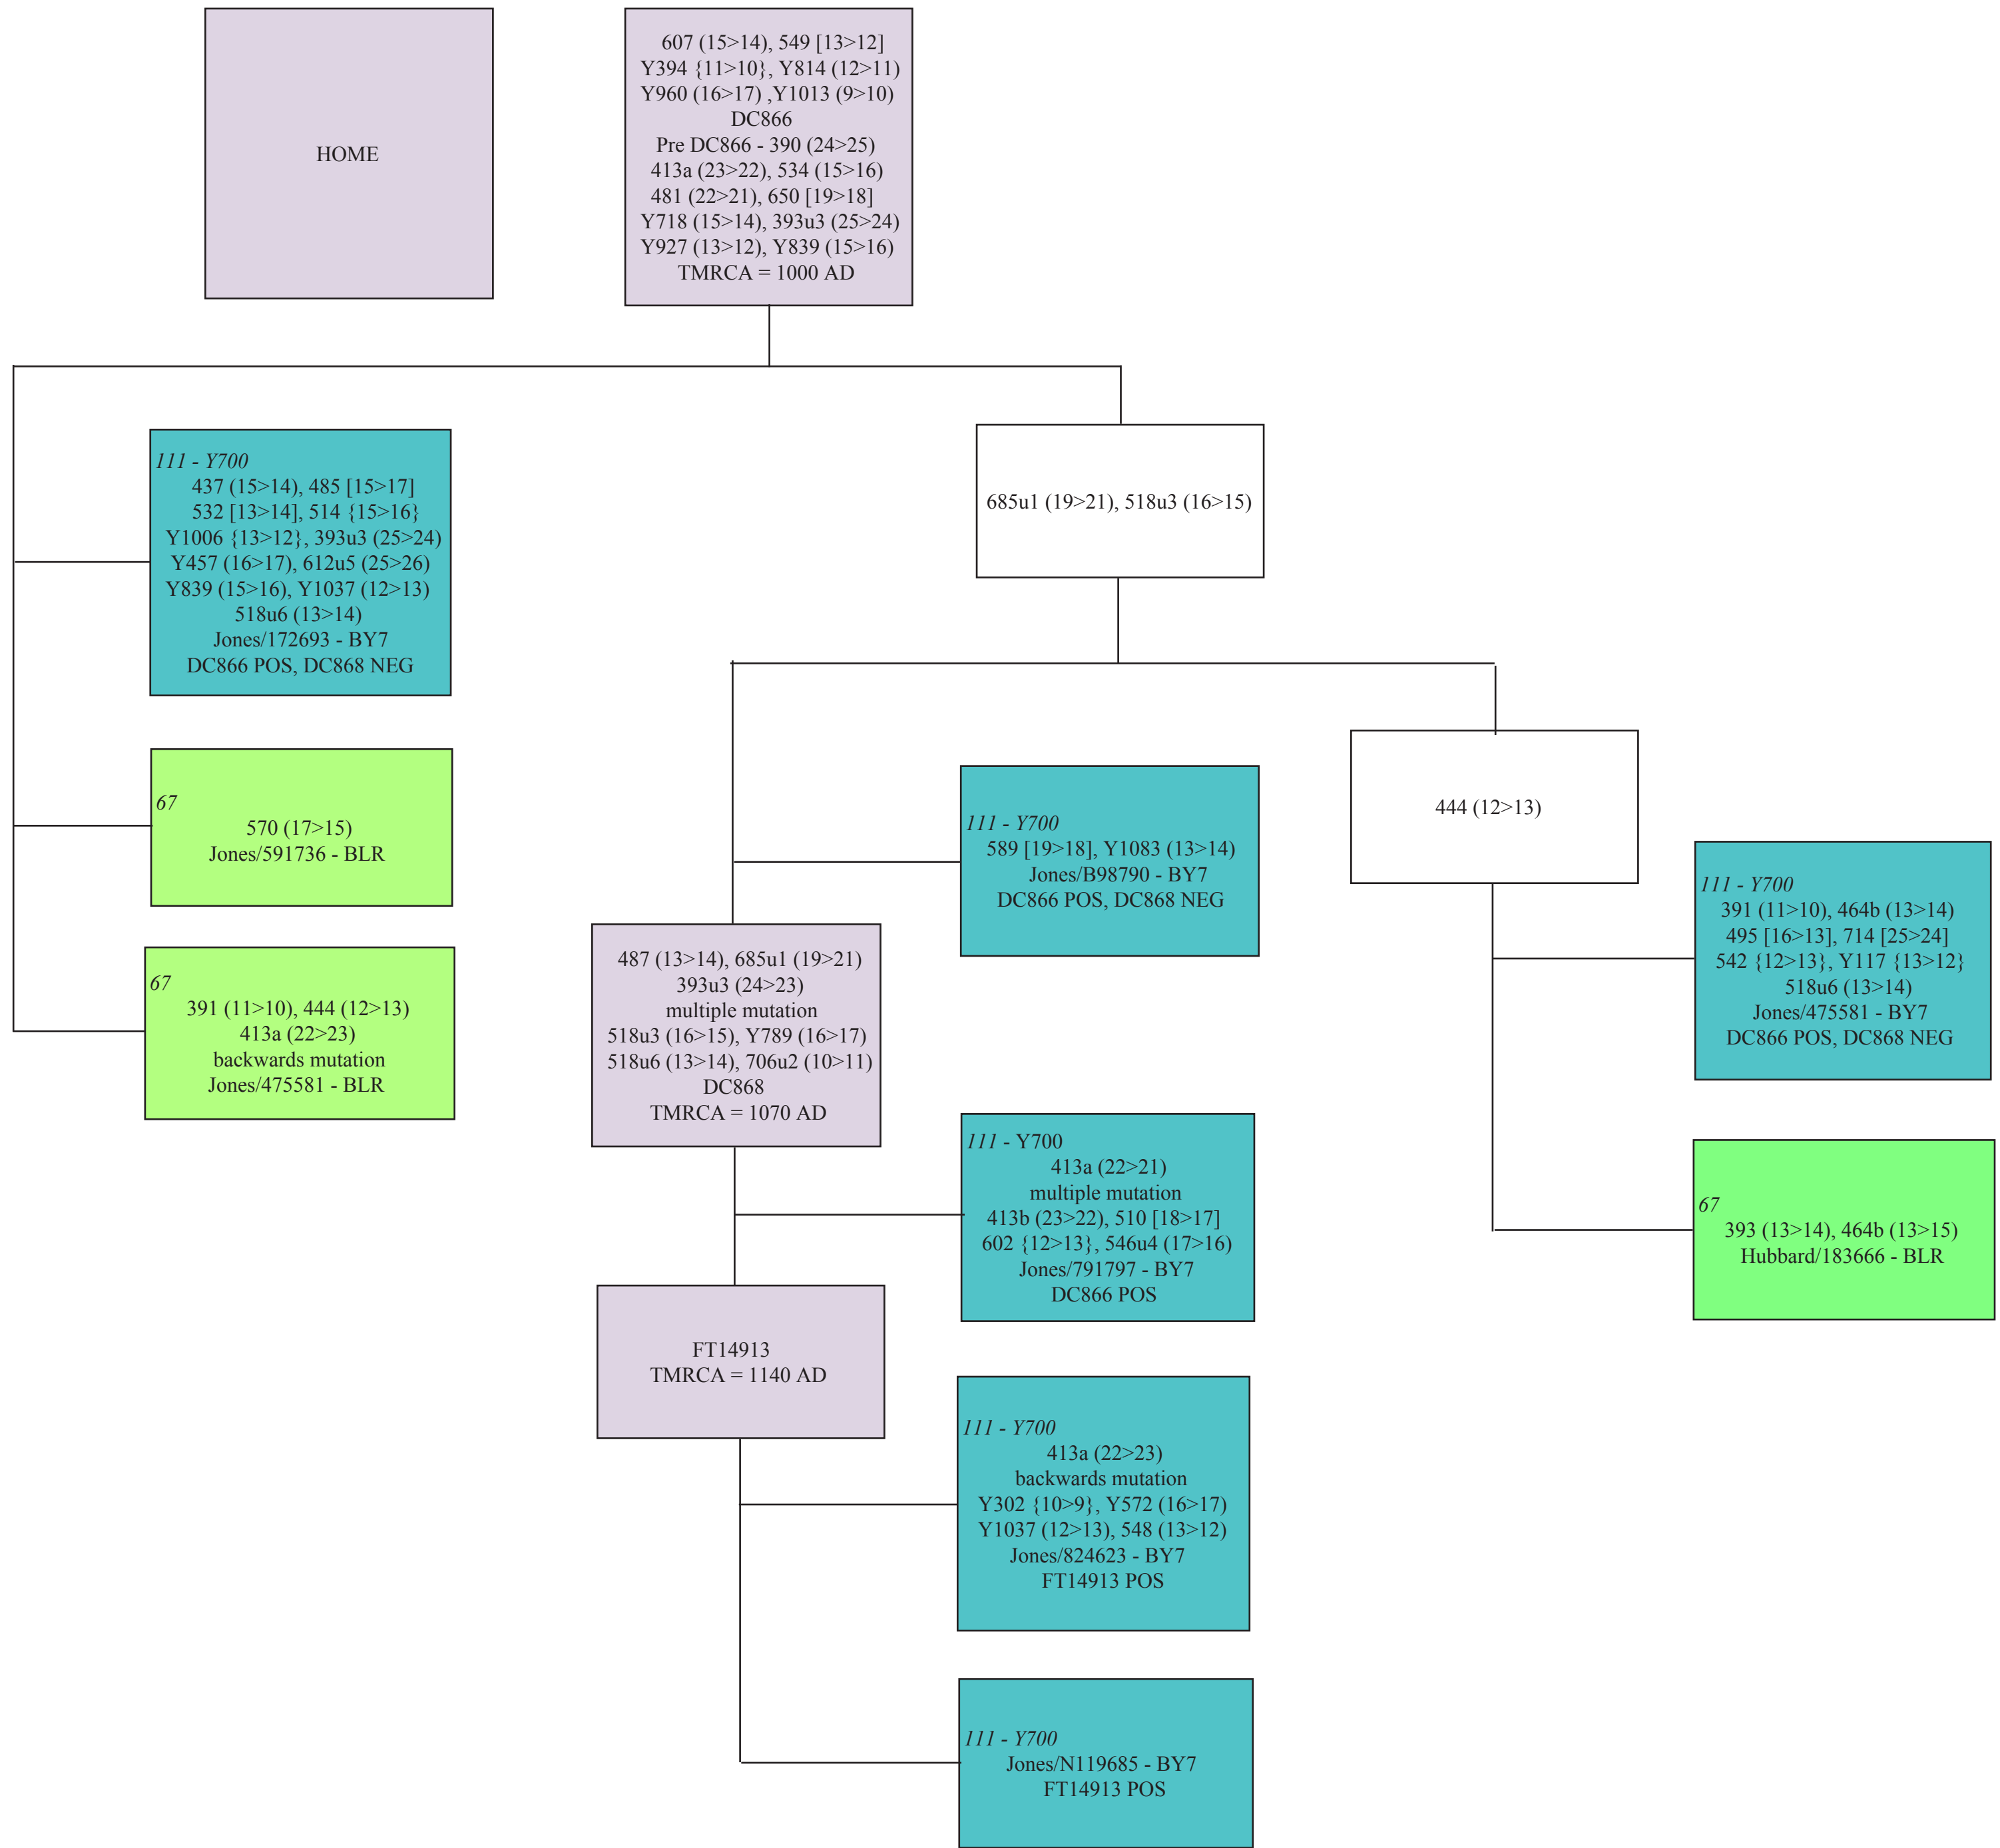 HOME
607 (15>14), 549 [13>12]
Y394 {11>10}, Y814 (12>11)
Y960 (16>17) ,Y1013 (9>10)
DC866
Pre DC866 - 390 (24>25)
413a (23>22), 534 (15>16)
481 (22>21), 650 [19>18]
Y718 (15>14), 393u3 (25>24)
Y927 (13>12), Y839 (15>16)
TMRCA = 1000 AD
111 - Y700
437 (15>14), 485 [15>17]
532 [13>14], 514 {15>16}
Y1006 {13>12}, 393u3 (25>24)
Y457 (16>17), 612u5 (25>26)
Y839 (15>16), Y1037 (12>13)
518u6 (13>14)
Jones/172693 - BY7
DC866 POS, DC868 NEG
685u1 (19>21), 518u3 (16>15)
67
570 (17>15)
Jones/591736 - BLR
111 - Y700
589 [19>18], Y1083 (13>14)
Jones/B98790 - BY7
DC866 POS, DC868 NEG
444 (12>13)
111 - Y700
391 (11>10), 464b (13>14)
495 [16>13], 714 [25>24]
542 {12>13}, Y117 {13>12}
518u6 (13>14)
Jones/475581 - BY7
DC866 POS, DC868 NEG
67
391 (11>10), 444 (12>13)
413a (22>23)
backwards mutation
Jones/475581 - BLR
487 (13>14), 685u1 (19>21)
393u3 (24>23)
multiple mutation
518u3 (16>15), Y789 (16>17)
518u6 (13>14), 706u2 (10>11)
DC868
TMRCA = 1070 AD
111 - Y700
413a (22>21)
multiple mutation
413b (23>22), 510 [18>17]
602 {12>13}, 546u4 (17>16)
Jones/791797 - BY7
DC866 POS
67
393 (13>14), 464b (13>15)
Hubbard/183666 - BLR
FT14913
TMRCA = 1140 AD
111 - Y700
413a (22>23)
backwards mutation
Y302 {10>9}, Y572 (16>17)
Y1037 (12>13), 548 (13>12)
Jones/824623 - BY7
FT14913 POS
111 - Y700
Jones/N119685 - BY7
FT14913 POS